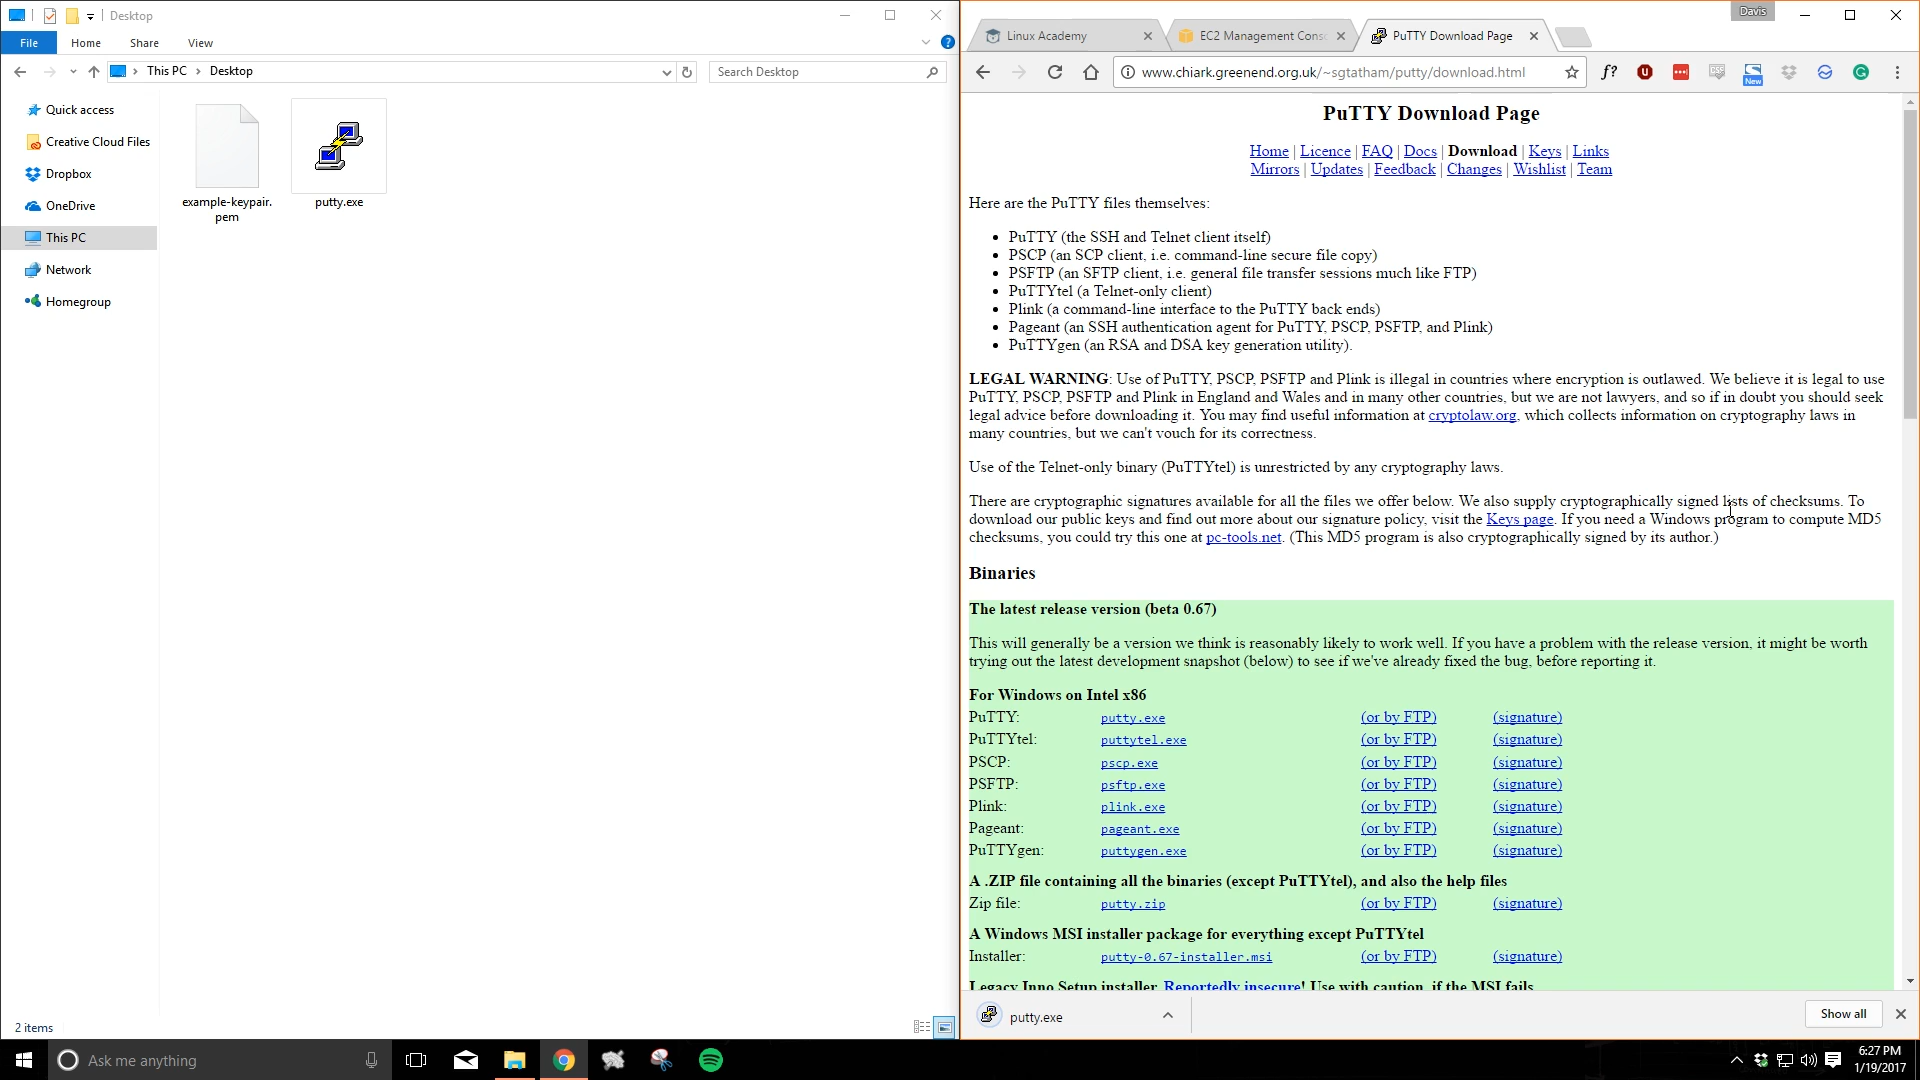 Desktop
File
Home
Share
View
This PC
Desktop
Search Desktop
Quick access
Creative Cloud Files
Dropbox
OneDrive
This PC
Network
Homegroup
example-keypair.
pem
putty.exe
2 items
Davis
Linux Academy
EC2 Management Cons
PuTTY Download Page
www.chiark.greenend.org.uk/~sgtatham/putty/download.html
f?
New
PuTTY Download Page
Home | Licence | FAQ | Docs | Download | Keys | Links
Mirrors | Updates | Feedback | Changes | Wishlist | Team
Here are the PuTTY files themselves:
• PuTTY (the SSH and Telnet client itself)
• PSCP (an SCP client, i.e. command-line secure file copy)
• PSFTP (an SFTP client, i.e. general file transfer sessions much like FTP)
• PuTTYtel (a Telnet-only client)
• Plink (a command-line interface to the PuTTY back ends)
• Pageant (an SSH authentication agent for PuTTY, PSCP, PSFTP, and Plink)
• PuTTYgen (an RSA and DSA key generation utility).
LEGAL WARNING: Use of PuTTY, PSCP, PSFTP and Plink is illegal in countries where encryption is outlawed. We believe it is legal to use
PuTTY, PSCP, PSFTP and Plink in England and Wales and in many other countries, but we are not lawyers, and so if in doubt you should seek
legal advice before downloading it. You may find useful information at cryptolaw.org, which collects information on cryptography laws in
many countries, but we can't vouch for its correctness.
Use of the Telnet-only binary (PuTTYtel) is unrestricted by any cryptography laws.
There are cryptographic signatures available for all the files we offer below. We also supply cryptographically signed lists of checksums. To
download our public keys and find out more about our signature policy, visit the Keys page. If you need a Windows program to compute MD5
checksums, you could try this one at pc-tools.net. (This MD5 program is also cryptographically signed by its author.)
Binaries
The latest release version (beta 0.67)
This will generally be a version we think is reasonably likely to work well. If you have a problem with the release version, it might be worth
trying out the latest development snapshot (below) to see if we've already fixed the bug, before reporting it.
For Windows on Intel x86
PuTTY: putty.exe (or by FTP) (signature)
PuTTYtel: puttytel.exe (or by FTP) (signature)
PSCP: pscp.exe (or by FTP) (signature)
PSFTP: psftp.exe (or by FTP) (signature)
Plink: plink.exe (or by FTP) (signature)
Pageant: pageant.exe (or by FTP) (signature)
PuTTYgen: puttygen.exe (or by FTP) (signature)
A .ZIP file containing all the binaries (except PuTTYtel), and also the help files
Zip file: putty.zip (or by FTP) (signature)
A Windows MSI installer package for everything except PuTTYtel
Installer: putty-0.67-installer.msi (or by FTP) (signature)
Legacy Inno Setup installer. Reportedly insecure! Use with caution, if the MSI fails
putty.exe
Show all
Ask me anything
6:27 PM
1/19/2017